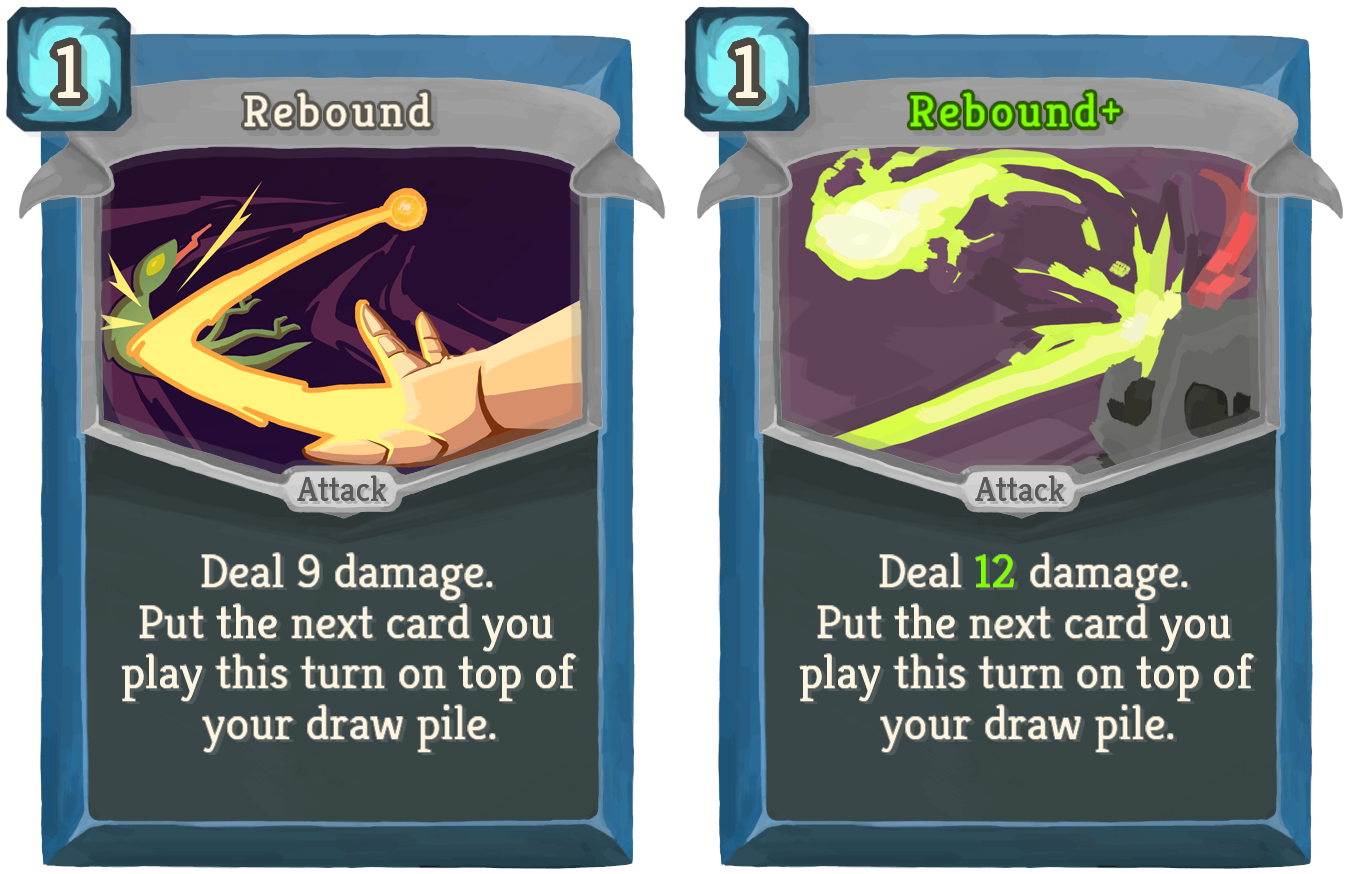 1
Rebound
Attack
Deal 9 damage.
Put the next card you
play this turn on top of
your draw pile.
1
Rebound+
Attack
Deal 12 damage.
Put the next card you
play this turn on top of
your draw pile.